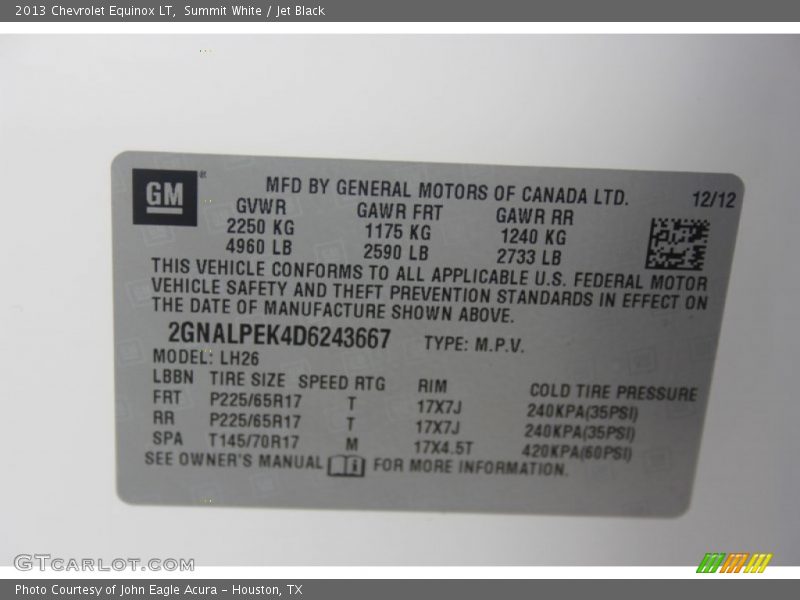 2013 Chevrolet Equinox LT, Summit White / Jet Black
GM ®
MFD BY GENERAL MOTORS OF CANADA LTD. 12/12
GVWR GAWR FRT GAWR RR
2250 KG 1175 KG 1240 KG
4960 LB 2590 LB 2733 LB
THIS VEHICLE CONFORMS TO ALL APPLICABLE U.S. FEDERAL MOTOR
VEHICLE SAFETY AND THEFT PREVENTION STANDARDS IN EFFECT ON
THE DATE OF MANUFACTURE SHOWN ABOVE.
2GNALPEK4D6243667 TYPE: M.P.V.
MODEL: LH26
LBBN TIRE SIZE SPEED RTG RIM COLD TIRE PRESSURE
FRT P225/65R17 T 17X7J 240KPA(35PSI)
RR P225/65R17 T 17X7J 240KPA(35PSI)
SPA T145/70R17 M 17X4.5T 420KPA(60PSI)
SEE OWNER'S MANUAL i FOR MORE INFORMATION.
GTCARLOT.COM
Photo Courtesy of John Eagle Acura - Houston, TX